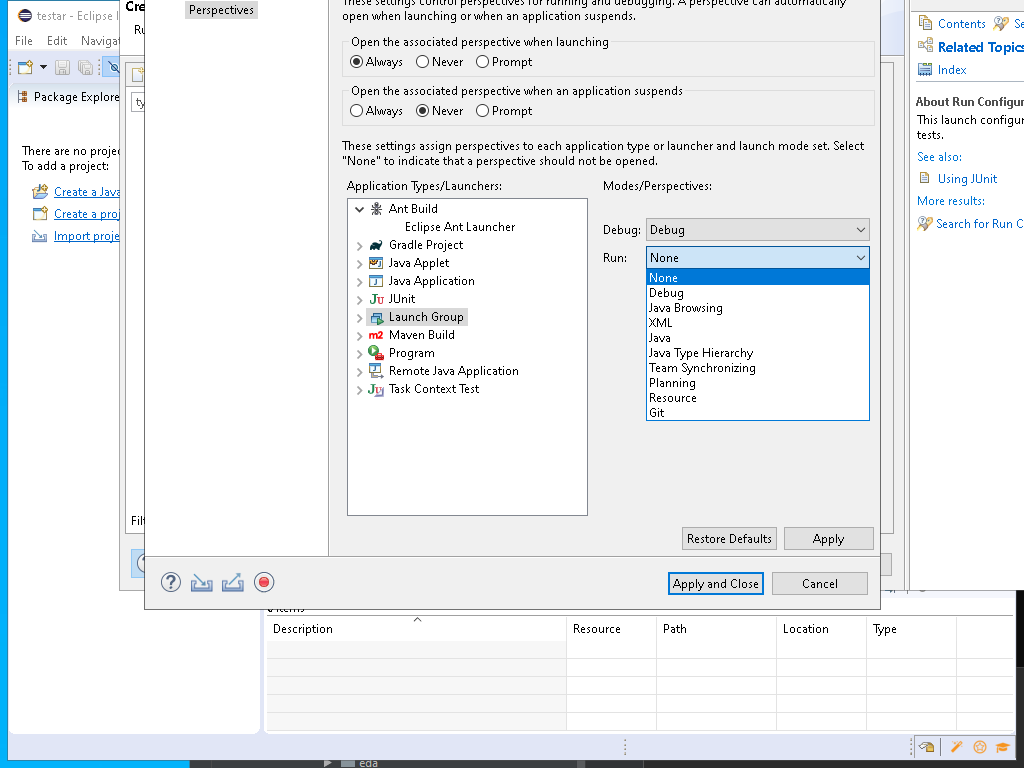 testar - Eclipse I
File Edit Navigat
Package Explore
There are no projec
To add a project:
Create a Java
Create a proj
Import proje
Cre
Ru
ty
Filt
Perspectives
These settings control perspectives for running and debugging. A perspective can automatically
open when launching or when an application suspends.
Open the associated perspective when launching
Always Never Prompt
Open the associated perspective when an application suspends
Always Never Prompt
These settings assign perspectives to each application type or launcher and launch mode set. Select
"None" to indicate that a perspective should not be opened.
Application Types/Launchers:
Ant Build
Eclipse Ant Launcher
Gradle Project
Java Applet
Java Application
JUnit
Launch Group
m2 Maven Build
Program
Remote Java Application
Task Context Test
Modes/Perspectives:
Debug: Debug
Run: None
None
Debug
Java Browsing
XML
Java
Java Type Hierarchy
Team Synchronizing
Planning
Resource
Git
Restore Defaults Apply
Apply and Close Cancel
Contents Se
Related Topics
Index
About Run Configur
This launch configur
tests.
See also:
Using JUnit
More results:
Search for Run C
items
Description Resource Path Location Type
eda